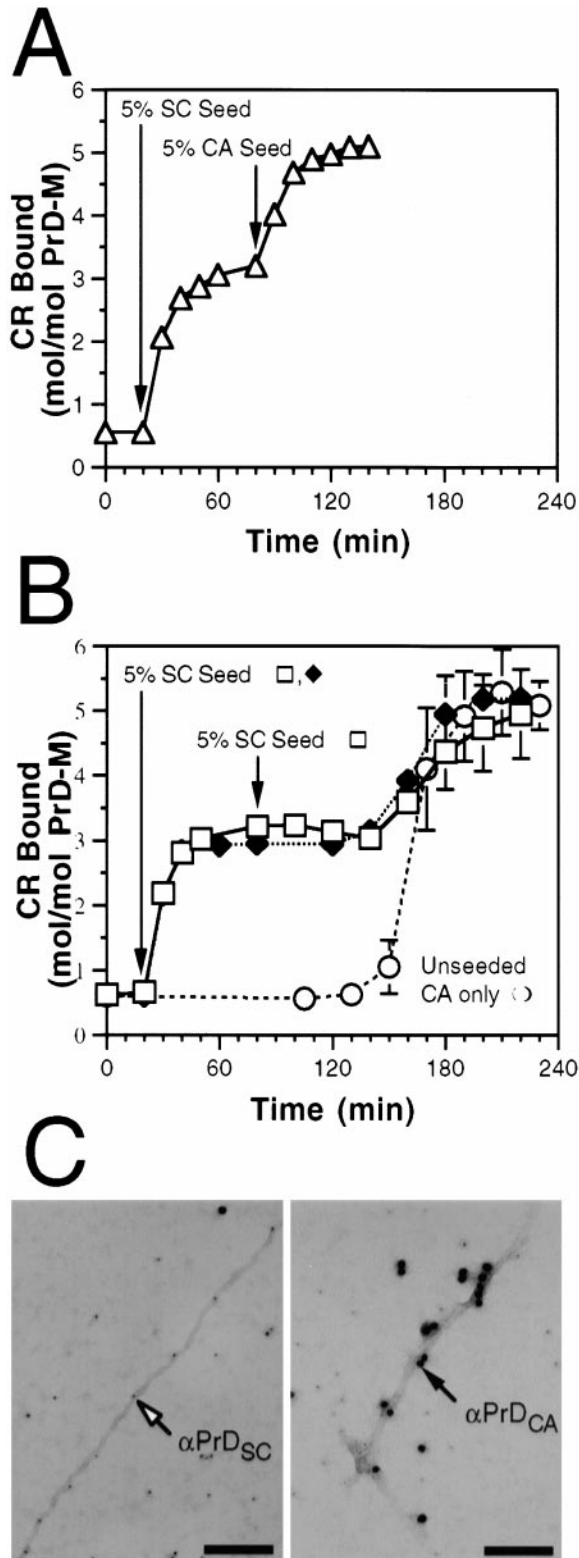 A
6
5
4
3
2
1
0
CR Bound
(mol/mol PrD-M)
5% SC Seed
5% CA Seed
0 60 120 180 240
Time (min)
B
6
5
4
3
2
1
0
CR Bound
(mol/mol PrD-M)
5% SC Seed □,◆
5% SC Seed □
Unseeded
CA only ○
0 60 120 180 240
Time (min)
C
αPrDSC
αPrDCA